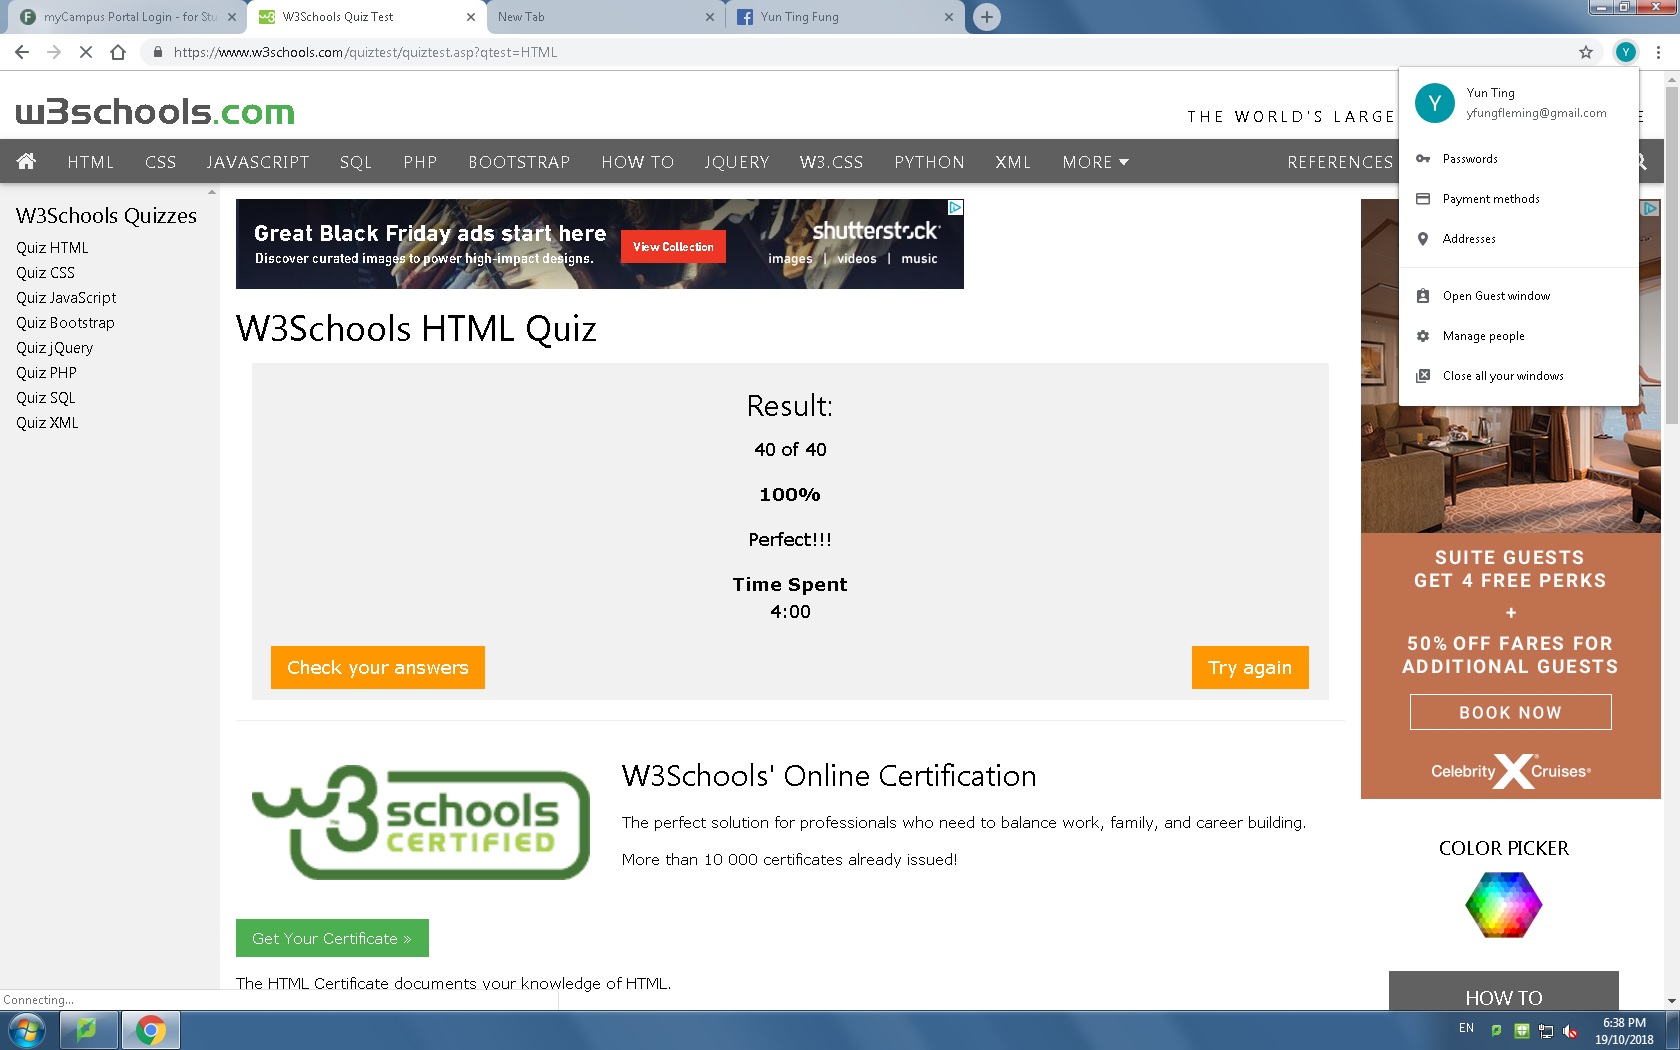 myCampus Portal Login - for Stu
W3Schools Quiz Test
New Tab
Yun Ting Fung
https://www.w3schools.com/quiztest/quiztest.asp?qtest=HTML
Y
w3schools.com
THE WORLD'S LARGE
E
HTML CSS JAVASCRIPT SQL PHP BOOTSTRAP HOW TO JQUERY W3.CSS PYTHON XML MORE REFERENCES
Y
Yun Ting
yfungfleming@gmail.com
Passwords
Payment methods
Addresses
Open Guest window
Manage people
Close all your windows
W3Schools Quizzes
Quiz HTML
Quiz CSS
Quiz JavaScript
Quiz Bootstrap
Quiz jQuery
Quiz PHP
Quiz SQL
Quiz XML
Great Black Friday ads start here
Discover curated images to power high-impact designs.
View Collection
shutterstock
images | videos | music
W3Schools HTML Quiz
Result:
40 of 40
100%
Perfect!!!
Time Spent
4:00
Check your answers
Try again
w3schools
CERTIFIED
W3Schools' Online Certification
The perfect solution for professionals who need to balance work, family, and career building.
More than 10 000 certificates already issued!
Get Your Certificate »
The HTML Certificate documents your knowledge of HTML.
SUITE GUESTS
GET 4 FREE PERKS
+
50% OFF FARES FOR
ADDITIONAL GUESTS
BOOK NOW
Celebrity X Cruises®
COLOR PICKER
HOW TO
Connecting...
EN
6:38 PM
19/10/2018